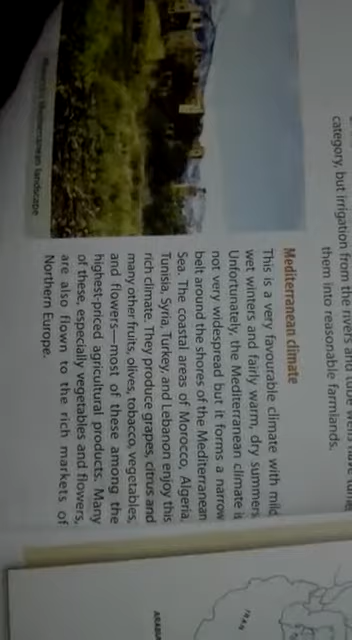 category, but irrigation from the rivers and tube
them into reasonable farmlands.
Mediterranean climate
This is a very favourable climate with mild,
wet winters and fairly warm, dry summers.
Unfortunately, the Mediterranean climate is
not very widespread but it forms a narrow
belt around the shores of the Mediterranean
Sea. The coastal areas of Morocco, Algeria,
Tunisia, Syria, Turkey, and Lebanon enjoy this
rich climate. They produce grapes, citrus and
many other fruits, olives, tobacco, vegetables,
and flowers—most of these among the
highest-priced agricultural products. Many
of these, especially vegetables and flowers,
are also flown to the rich markets of
Northern Europe.
Mediterranean landscape
IRAN